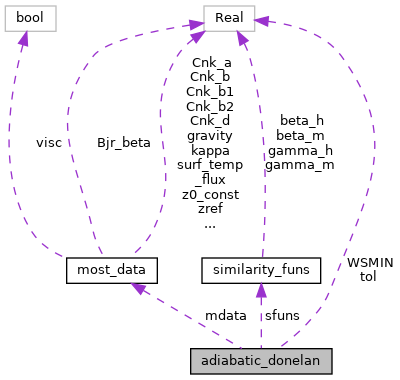 bool
Real
Cnk_a
Cnk_b
Cnk_b1
Cnk_b2
Cnk_d
gravity
kappa
surf_temp
_flux
z0_const
zref
...
visc
Bjr_beta
beta_h
beta_m
gamma_h
gamma_m
WSMIN
tol
most_data
similarity_funs
mdata
sfuns
adiabatic_donelan